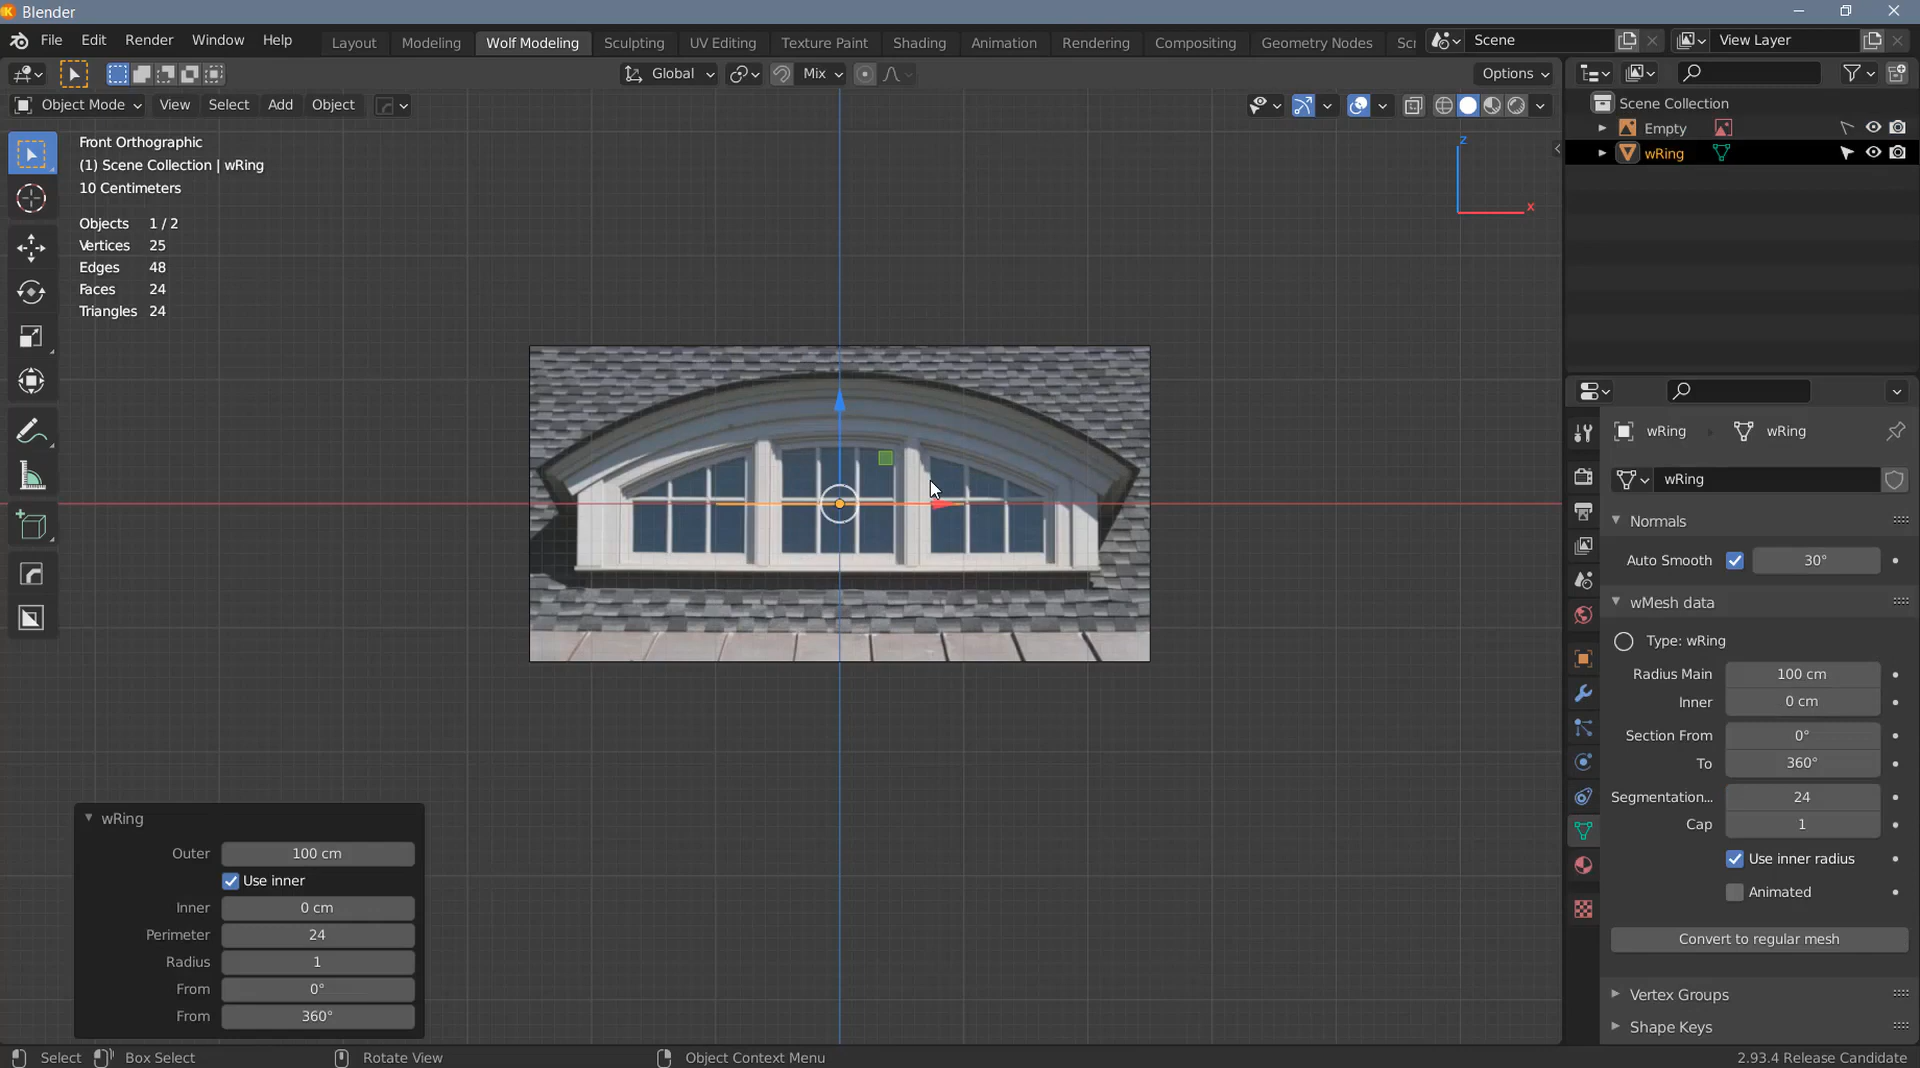 Blender
File Edit Render Window Help Layout Modeling Wolf Modeling Sculpting UV Editing Texture Paint Shading Animation Rendering Compositing Geometry Nodes Sc Scene View Layer
Global Mix Options
Object Mode View Select Add Object
Front Orthographic
(1) Scene Collection | wRing
10 Centimeters
Objects 1 / 2
Vertices 25
Edges 48
Faces 24
Triangles 24
z
x
wRing
Outer 100 cm
Use inner
Inner 0 cm
Perimeter 24
Radius 1
From 0°
From 360°
Scene Collection
Empty
wRing
wRing wRing
wRing
Normals
Auto Smooth 30°
wMesh data
Type: wRing
Radius Main 100 cm
Inner 0 cm
Section From 0°
To 360°
Segmentation... 24
Cap 1
Use inner radius
Animated
Convert to regular mesh
Vertex Groups
Shape Keys
Select Box Select Rotate View Object Context Menu 2.93.4 Release Candidate